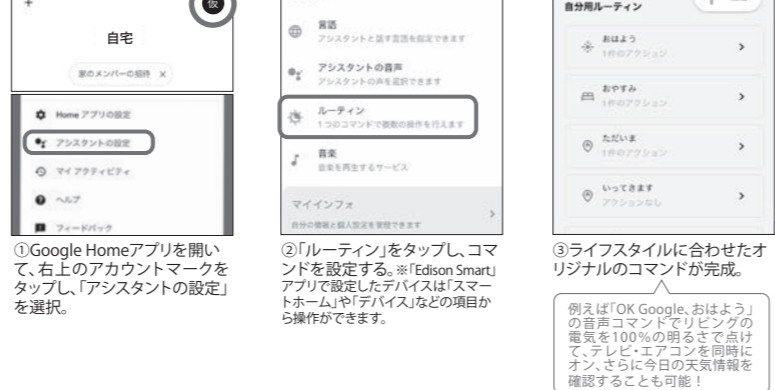 +
仮
自宅
家のメンバーの招待 ×
Home アプリの設定
アシスタントの設定
マイ アクティビティ
ヘルプ
フィードバック
①Google Homeアプリを開い
て、右上のアカウントマークを
タップし、「アシスタントの設定」
を選択。
言語
アシスタントと話す言語を指定できます
アシスタントの音声
アシスタントの声を選択できます
ルーティン
1つのコマンドで複数の操作を行えます
音楽
音楽を再生するサービス
マイインフォ
自分の情報と個人設定を管理できます
②「ルーティン」をタップし、コマ
ンドを設定する。※「Edison Smart」
アプリで設定したデバイスは「スマー
トホーム」や「デバイス」などの項目か
ら操作ができます。
自分用ルーティン
おはよう
1件のアクション
おやすみ
1件のアクション
ただいま
1件のアクション
いってきます
アクションなし
③ライフスタイルに合わせたオ
リジナルのコマンドが完成。
例えば「OK Google、おはよう」
の音声コマンドでリビングの
電気を100%の明るさで点け
て、テレビ・エアコンを同時に
オン、さらに今日の天気情報を
確認することも可能！